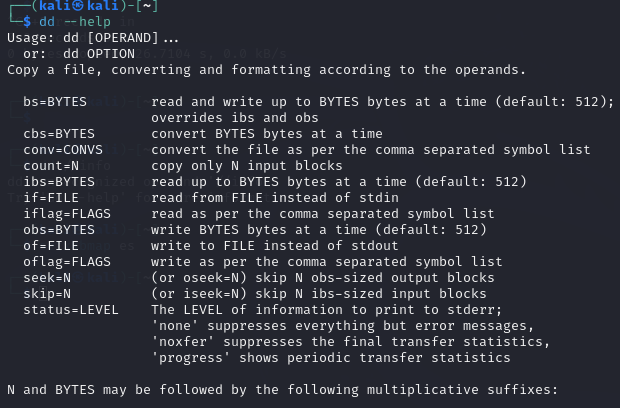 ┌──(kali㉿kali)-[~]
└─$ dd --help
Usage: dd [OPERAND]...
  or:  dd OPTION
Copy a file, converting and formatting according to the operands.

  bs=BYTES        read and write up to BYTES bytes at a time (default: 512);
                  overrides ibs and obs
  cbs=BYTES       convert BYTES bytes at a time
  conv=CONVS      convert the file as per the comma separated symbol list
  count=N         copy only N input blocks
  ibs=BYTES       read up to BYTES bytes at a time (default: 512)
  if=FILE         read from FILE instead of stdin
  iflag=FLAGS     read as per the comma separated symbol list
  obs=BYTES       write BYTES bytes at a time (default: 512)
  of=FILE         write to FILE instead of stdout
  oflag=FLAGS     write as per the comma separated symbol list
  seek=N          (or oseek=N) skip N obs-sized output blocks
  skip=N          (or iseek=N) skip N ibs-sized input blocks
  status=LEVEL    The LEVEL of information to print to stderr;
                  'none' suppresses everything but error messages,
                  'noxfer' suppresses the final transfer statistics,
                  'progress' shows periodic transfer statistics

N and BYTES may be followed by the following multiplicative suffixes: